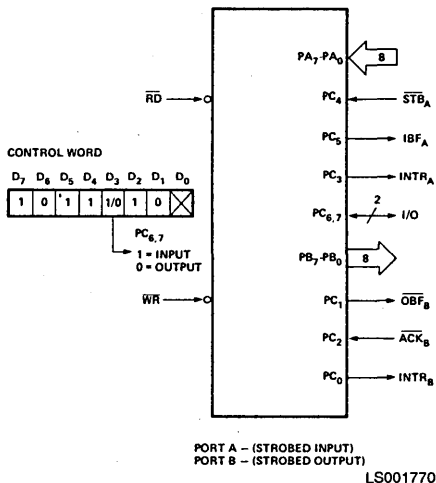 PA7-PA0
8
RD
PC4
STBA
PC5
IBFA
CONTROL WORD
D7 D6 D5 D4 D3 D2 D1 D0
1 0 1 1 1/0 1 0 X
PC3
INTRA
PC6,7
2
I/O
PC6,7
1 = INPUT
0 = OUTPUT
PB7-PB0
8
WR
PC1
OBFB
PC2
ACKB
PC0
INTRB
PORT A – (STROBED INPUT)
PORT B – (STROBED OUTPUT)
LS001770